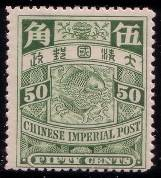 角 伍
政郵國清大
50 50
CHINESE IMPERIAL POST
FIFTY CENTS